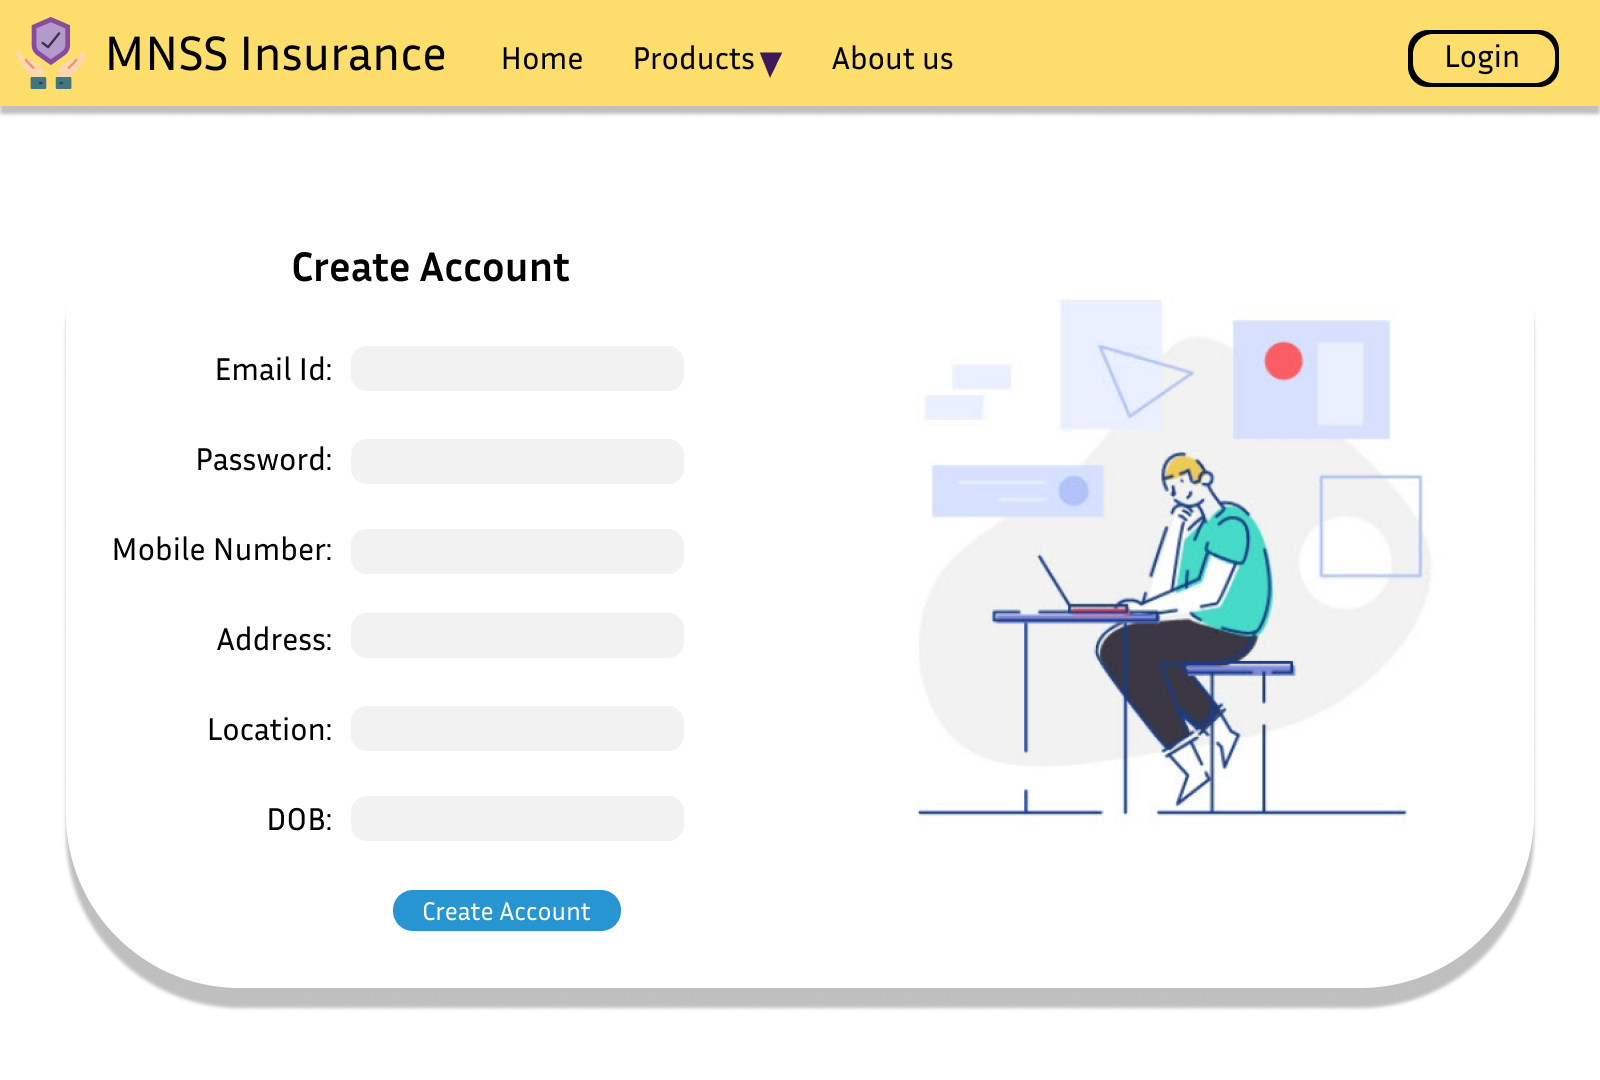 MNSS Insurance Home Products About us Login
Create Account
Email Id:
Password:
Mobile Number:
Address:
Location:
DOB:
Create Account